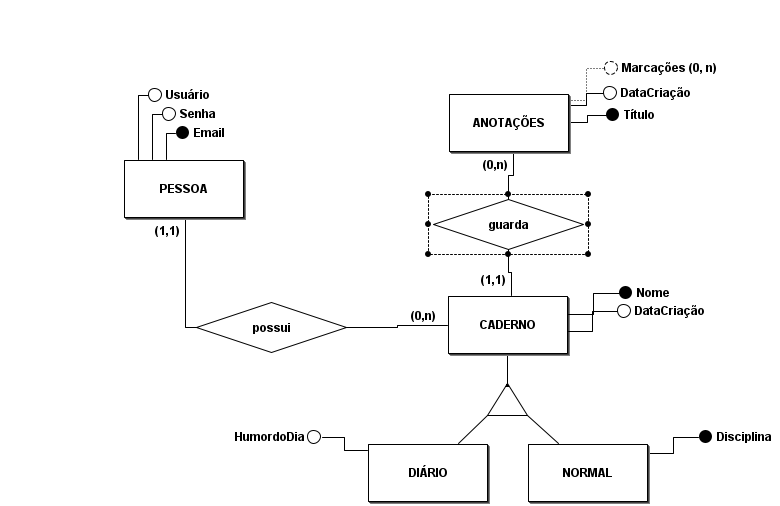 Marcações (0, n)
Usuário
DataCriação
Senha
Título
ANOTAÇÕES
Email
(0,n)
PESSOA
guarda
(1,1)
(1,1)
Nome
DataCriação
(0,n)
CADERNO
possui
HumordoDia
Disciplina
DIÁRIO
NORMAL